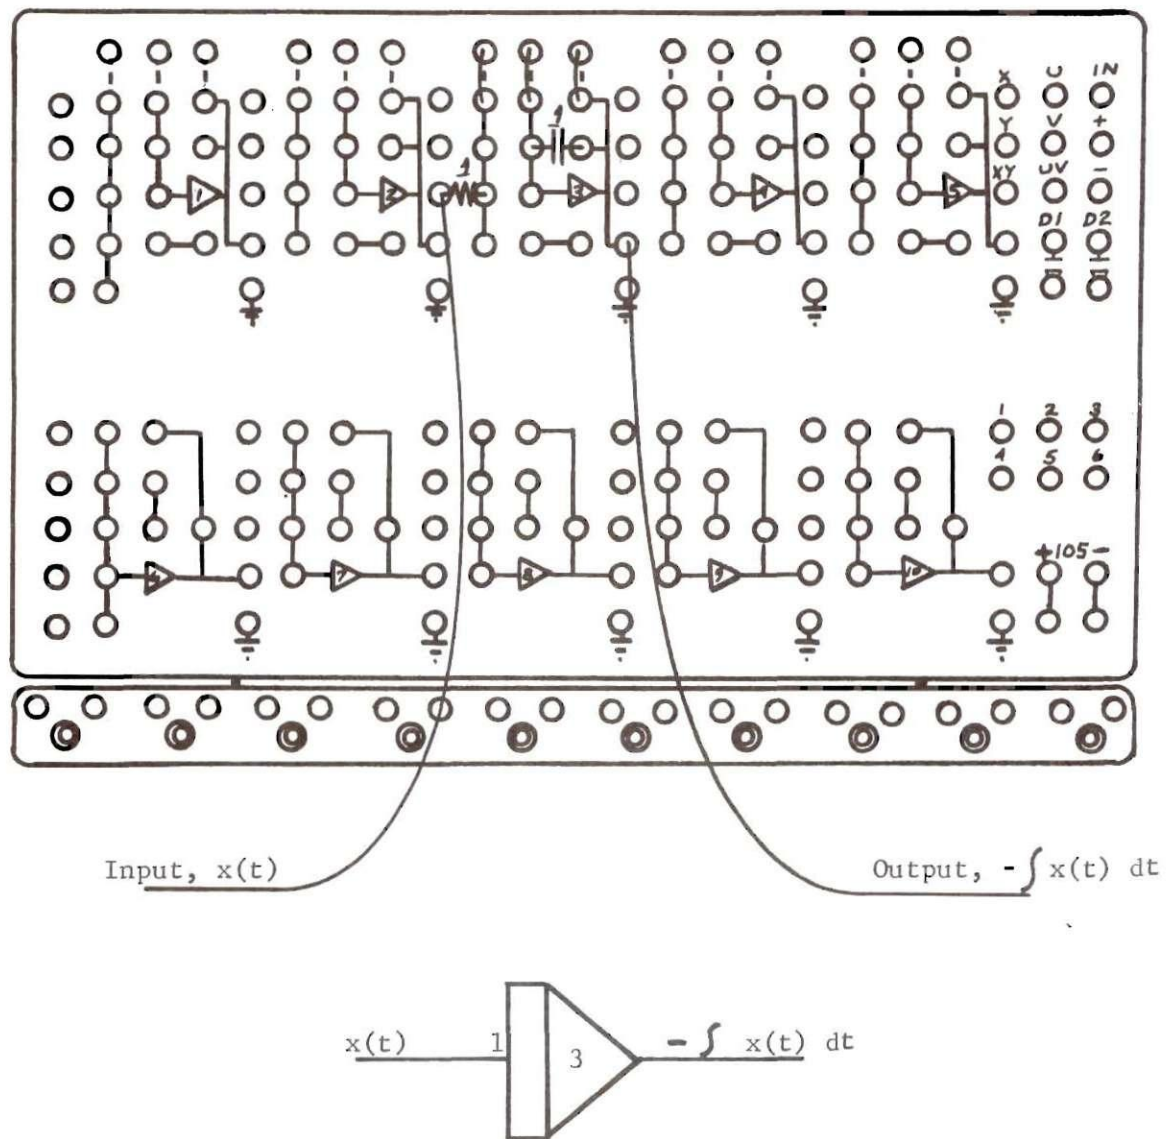 X U IN
1
Y V +
1
XY UV -
1 2 3 4 5
D1 D2
1 2 3
4 5 6
+105-
6 7 8 9 10
Input, x(t)
Output, -∫ x(t) dt
x(t) 1 3 -∫ x(t) dt